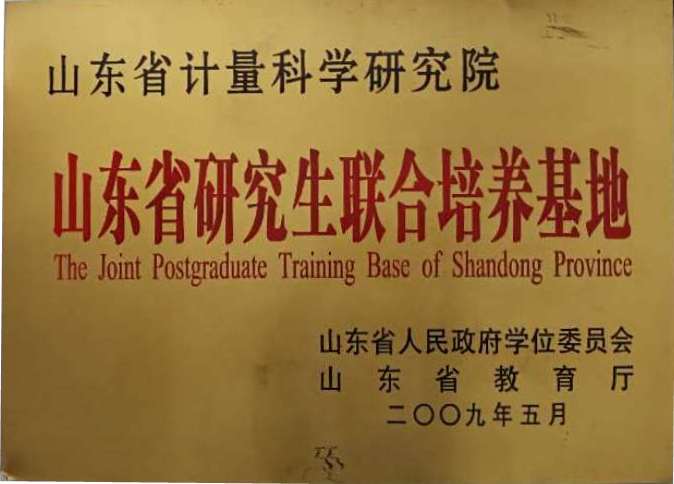 山东省计量科学研究院
山东省研究生联合培养基地
The Joint Postgraduate Training Base of Shandong Province
山东省人民政府学位委员会
山东省教育厅
二〇〇九年五月